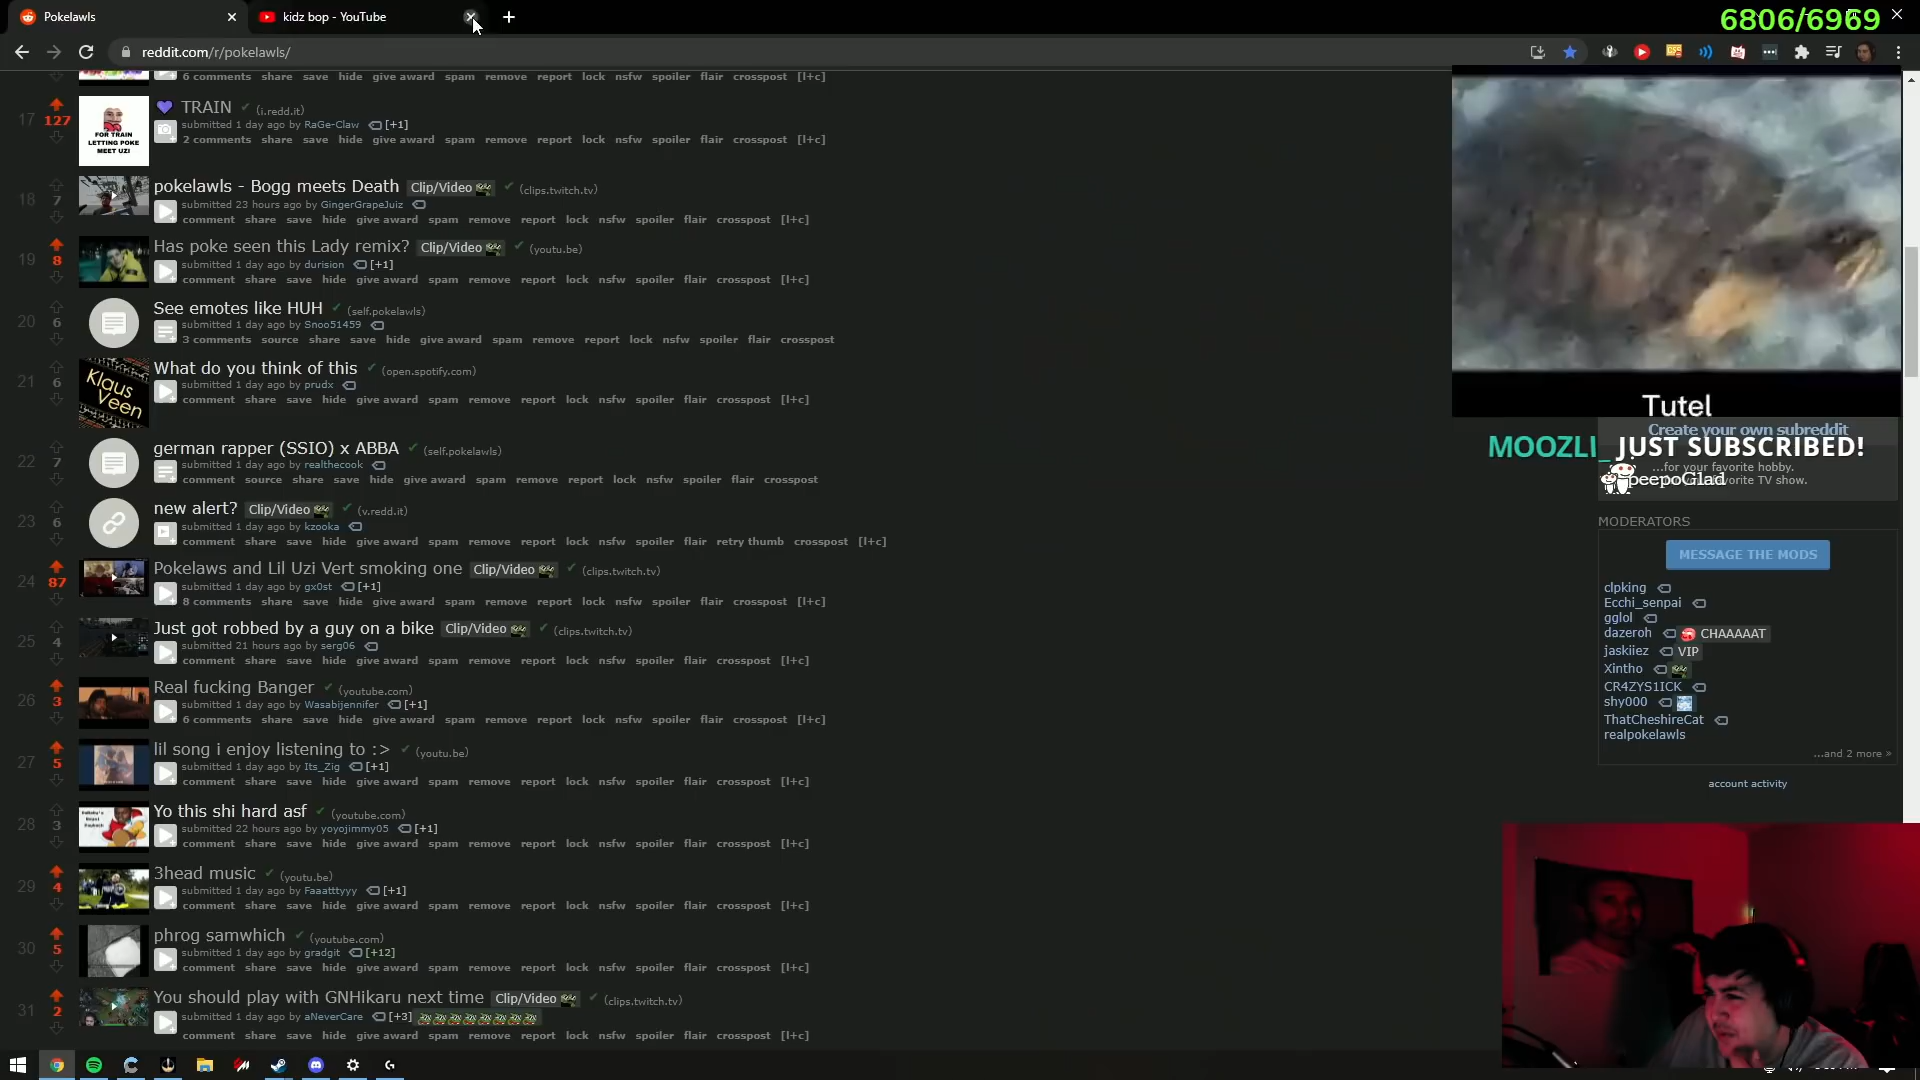 Pokelawls
kidz bop - YouTube
6806/6969
reddit.com/r/pokelawls/
6 comments share save hide give award spam remove report lock nsfw spoiler flair crosspost [l+c]
17 127 FOR TRAIN LETTING POKE MEET UZI TRAIN (i.redd.it)
submitted 1 day ago by RaGe-Claw [+1]
2 comments share save hide give award spam remove report lock nsfw spoiler flair crosspost [l+c]
18 7 pokelawls - Bogg meets Death Clip/Video (clips.twitch.tv)
submitted 23 hours ago by GingerGrapeJuiz
comment share save hide give award spam remove report lock nsfw spoiler flair crosspost [l+c]
19 8 Has poke seen this Lady remix? Clip/Video (youtu.be)
submitted 1 day ago by durision [+1]
comment share save hide give award spam remove report lock nsfw spoiler flair crosspost [l+c]
20 6 See emotes like HUH (self.pokelawls)
submitted 1 day ago by Snoo51459
3 comments source share save hide give award spam remove report lock nsfw spoiler flair crosspost
21 6 Klaus Veen What do you think of this (open.spotify.com)
submitted 1 day ago by prudx
comment share save hide give award spam remove report lock nsfw spoiler flair crosspost [l+c]
22 7 german rapper (SSIO) x ABBA (self.pokelawls)
submitted 1 day ago by realthecook
comment source share save hide give award spam remove report lock nsfw spoiler flair crosspost
23 6 new alert? Clip/Video (v.redd.it)
submitted 1 day ago by kzooka
comment share save hide give award spam remove report lock nsfw spoiler flair retry thumb crosspost [l+c]
24 87 Pokelaws and Lil Uzi Vert smoking one Clip/Video (clips.twitch.tv)
submitted 1 day ago by gx0st [+1]
8 comments share save hide give award spam remove report lock nsfw spoiler flair crosspost [l+c]
25 4 Just got robbed by a guy on a bike Clip/Video (clips.twitch.tv)
submitted 21 hours ago by serg06
comment share save hide give award spam remove report lock nsfw spoiler flair crosspost [l+c]
26 3 Real fucking Banger (youtube.com)
submitted 1 day ago by Wasabijennifer [+1]
6 comments share save hide give award spam remove report lock nsfw spoiler flair crosspost [l+c]
27 5 lil song i enjoy listening to :> (youtu.be)
submitted 1 day ago by Its_Zig [+1]
comment share save hide give award spam remove report lock nsfw spoiler flair crosspost [l+c]
28 3 Yo this shi hard asf (youtube.com)
submitted 22 hours ago by yoyojimmy05 [+1]
comment share save hide give award spam remove report lock nsfw spoiler flair crosspost [l+c]
29 4 3head music (youtu.be)
submitted 1 day ago by Faaatttyyy [+1]
comment share save hide give award spam remove report lock nsfw spoiler flair crosspost [l+c]
30 5 phrog samwhich (youtube.com)
submitted 1 day ago by gradgit [+12]
comment share save hide give award spam remove report lock nsfw spoiler flair crosspost [l+c]
31 2 You should play with GNHikaru next time Clip/Video (clips.twitch.tv)
submitted 1 day ago by aNeverCare [+3]
comment share save hide give award spam remove report lock nsfw spoiler flair crosspost [l+c]
Tutel
Create your own subreddit
MOOZLI_ JUST SUBSCRIBED!
...for your favorite hobby.
favorite TV show.
peepoGlad
MODERATORS
MESSAGE THE MODS
clpking
Ecchi_senpai
gglol
dazeroh CHAAAAAT
jaskiiez VIP
Xintho
CR4ZYS1ICK
shy000
ThatCheshireCat
realpokelawls
...and 2 more »
account activity